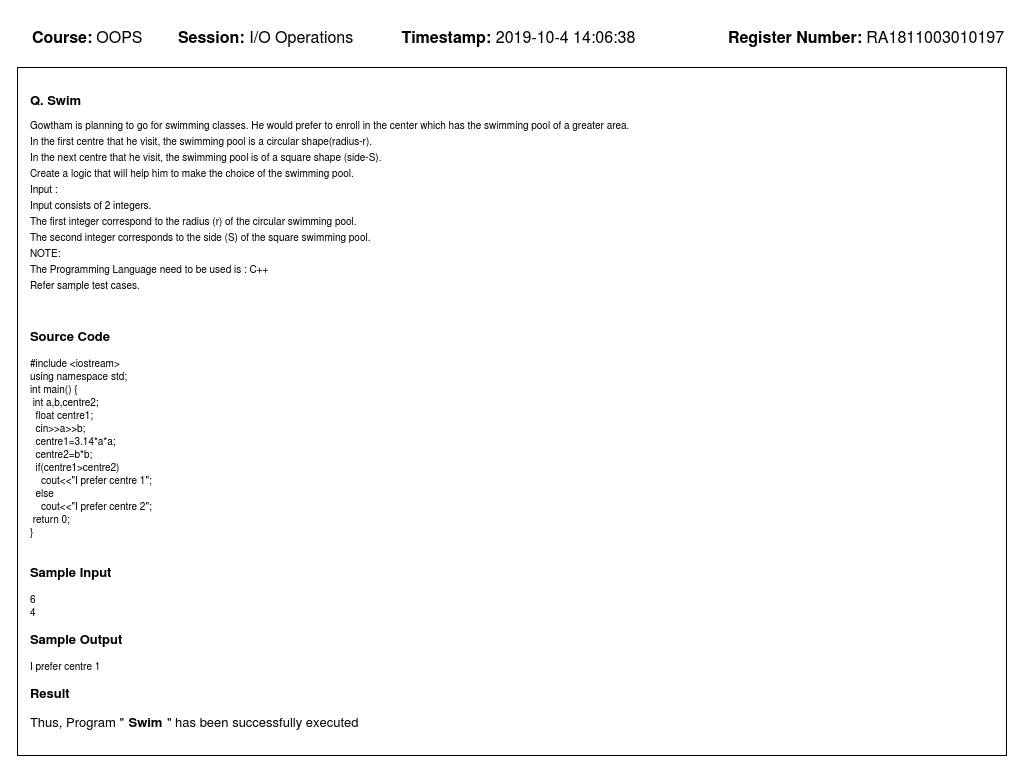 Course: OOPS Session: I/O Operations Timestamp: 2019-10-4 14:06:38 Register Number: RA1811003010197
Q. Swim
Gowtham is planning to go for swimming classes. He would prefer to enroll in the center which has the swimming pool of a greater area.
In the first centre that he visit, the swimming pool is a circular shape(radius-r).
In the next centre that he visit, the swimming pool is of a square shape (side-S).
Create a logic that will help him to make the choice of the swimming pool.
Input :
Input consists of 2 integers.
The first integer correspond to the radius (r) of the circular swimming pool.
The second integer corresponds to the side (S) of the square swimming pool.
NOTE:
The Programming Language need to be used is : C++
Refer sample test cases.
Source Code
#include <iostream>
using namespace std;
int main() {
int a,b,centre2;
float centre1;
cin>>a>>b;
centre1=3.14*a*a;
centre2=b*b;
if(centre1>centre2)
cout<<"I prefer centre 1";
else
cout<<"I prefer centre 2";
return 0;
}
Sample Input
6
4
Sample Output
I prefer centre 1
Result
Thus, Program " Swim " has been successfully executed